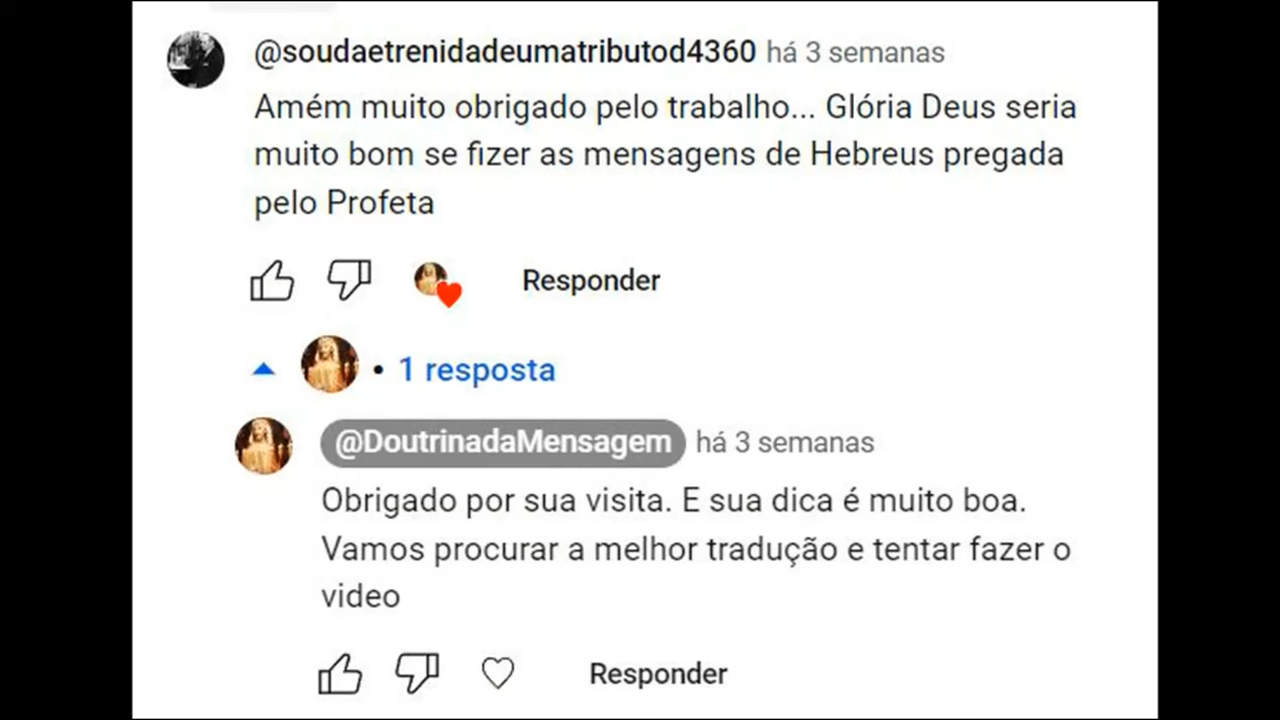 @soudaetrenidadeumatributod4360 há 3 semanas
Amém muito obrigado pelo trabalho... Glória Deus seria
muito bom se fizer as mensagens de Hebreus pregada
pelo Profeta
Responder
• 1 resposta
@DoutrinadaMensagem há 3 semanas
Obrigado por sua visita. E sua dica é muito boa.
Vamos procurar a melhor tradução e tentar fazer o
video
Responder